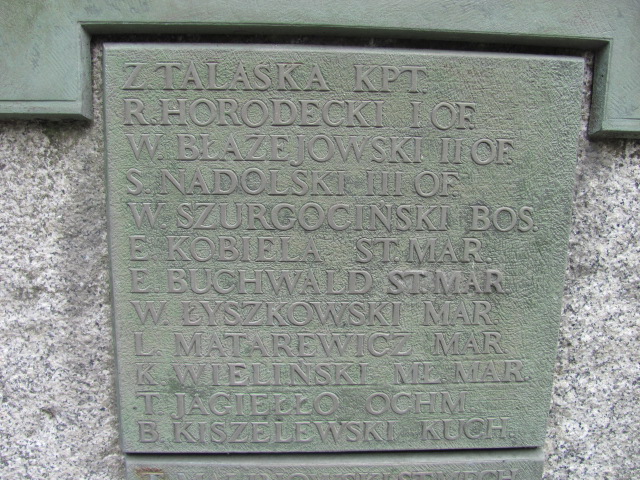 Z. TALASKA KPT.
R. HORODECKI I OF.
W. BŁAŻEJOWSKI II OF.
S. NADOLSKI III OF.
W. SZURGOCIŃSKI BOS.
E. KOBIELA ST. MAR.
E. BUCHWALD ST. MAR
W. ŁYSZKOWSKI MAR
L. MATAREWICZ MAR
K WIELIŃSKI MŁ. MAR
T JAGIEŁŁO OCHM.
B. KISZELEWSKI KUCH.